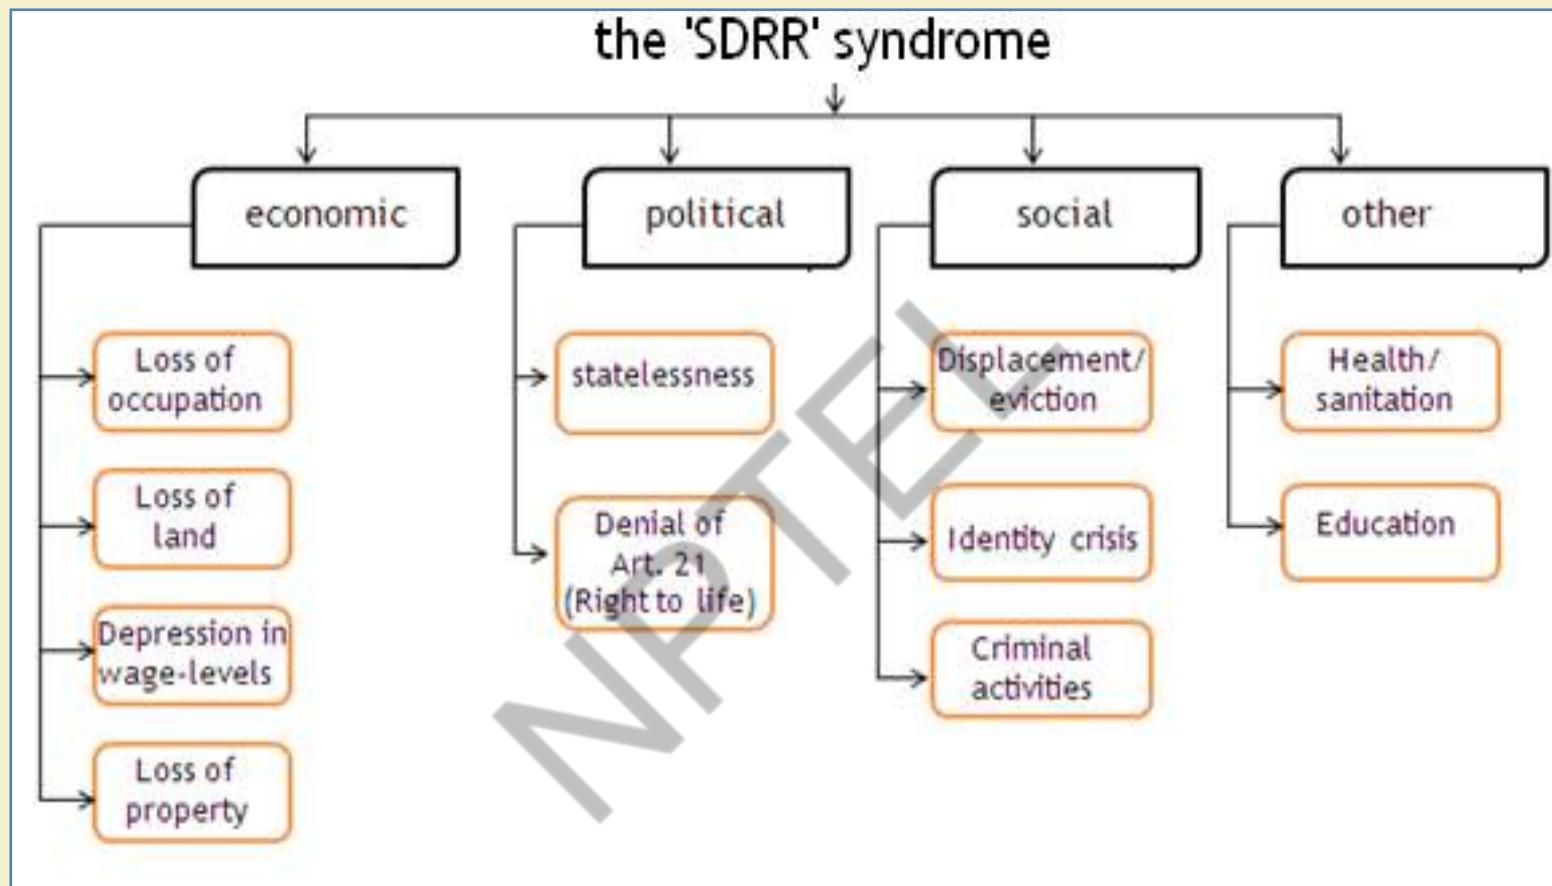 the 'SDRR' syndrome
economic
political
social
other
Loss of
occupation
Loss of
land
Depression in
wage-levels
Loss of
property
statelessness
Denial of
Art. 21
(Right to life)
Displacement/
eviction
Identity crisis
Criminal
activities
Health/
sanitation
Education
NPTEL